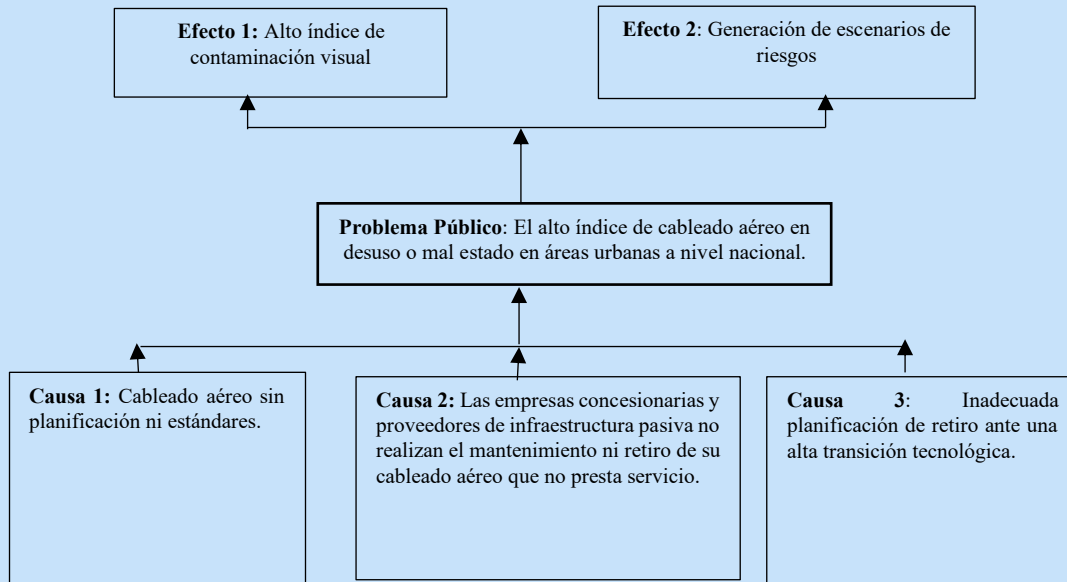 Efecto 1: Alto índice de
contaminación visual
Efecto 2: Generación de escenarios de
riesgos
Problema Público: El alto índice de cableado aéreo en
desuso o mal estado en áreas urbanas a nivel nacional.
Causa 1: Cableado aéreo sin
planificación ni estándares.
Causa 2: Las empresas concesionarias y
proveedores de infraestructura pasiva no
realizan el mantenimiento ni retiro de su
cableado aéreo que no presta servicio.
Causa 3: Inadecuada
planificación de retiro ante una
alta transición tecnológica.